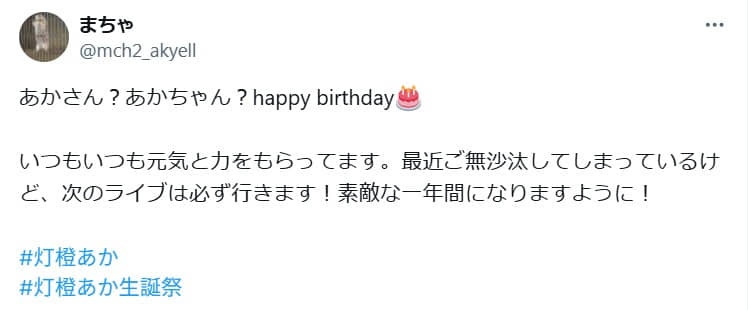 まちゃ
@mch2_akyell
あかさん？あかちゃん？happy birthday🎂
いつもいつも元気と力をもらってます。最近ご無沙汰してしまっているけ
ど、次のライブは必ず行きます！素敵な一年間になりますように！
#灯橙あか
#灯橙あか生誕祭